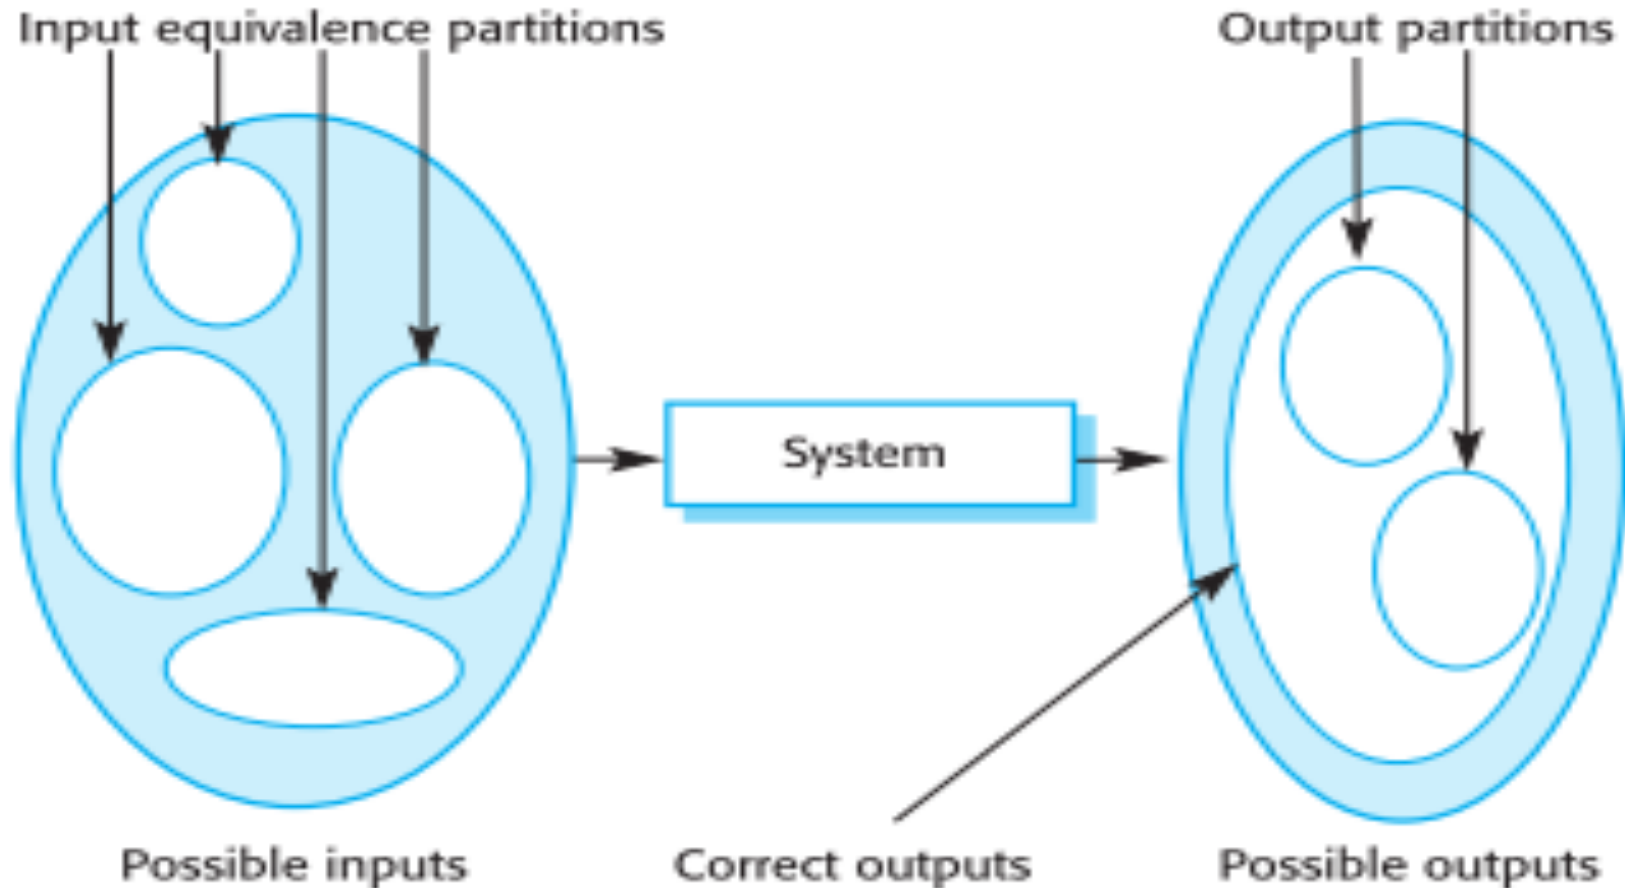 Input equivalence partitions
Output partitions
System
Possible inputs
Correct outputs
Possible outputs